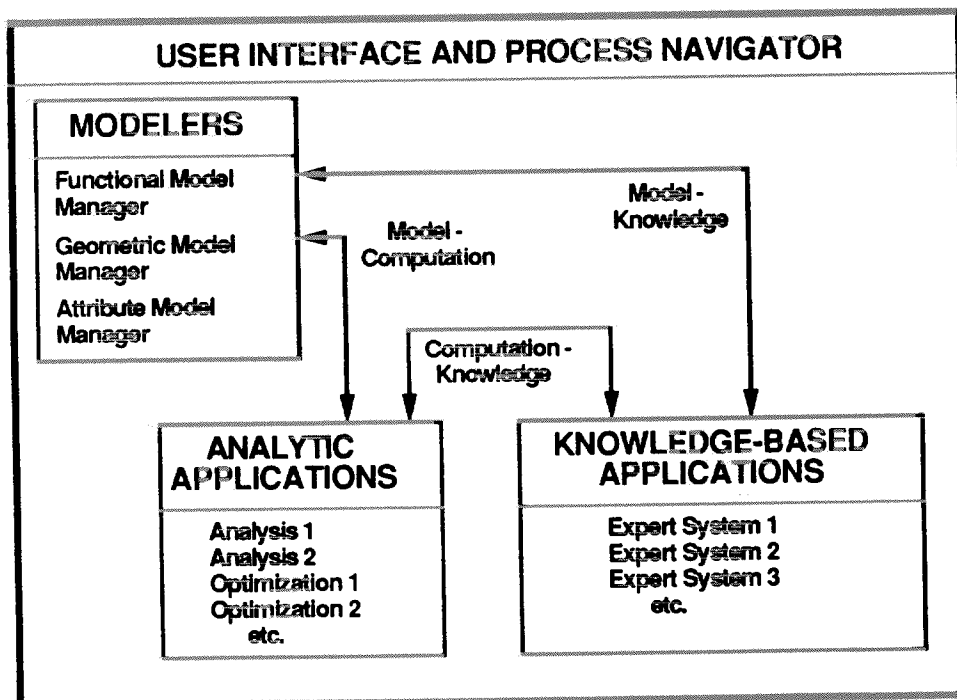 USER INTERFACE AND PROCESS NAVIGATOR
MODELERS
Functional Model
Manager
Geometric Model
Manager
Attribute Model
Manager
Model -
Knowledge
Model -
Computation
Computation -
Knowledge
ANALYTIC
APPLICATIONS
Analysis 1
Analysis 2
Optimization 1
Optimization 2
etc.
KNOWLEDGE-BASED
APPLICATIONS
Expert System 1
Expert System 2
Expert System 3
etc.